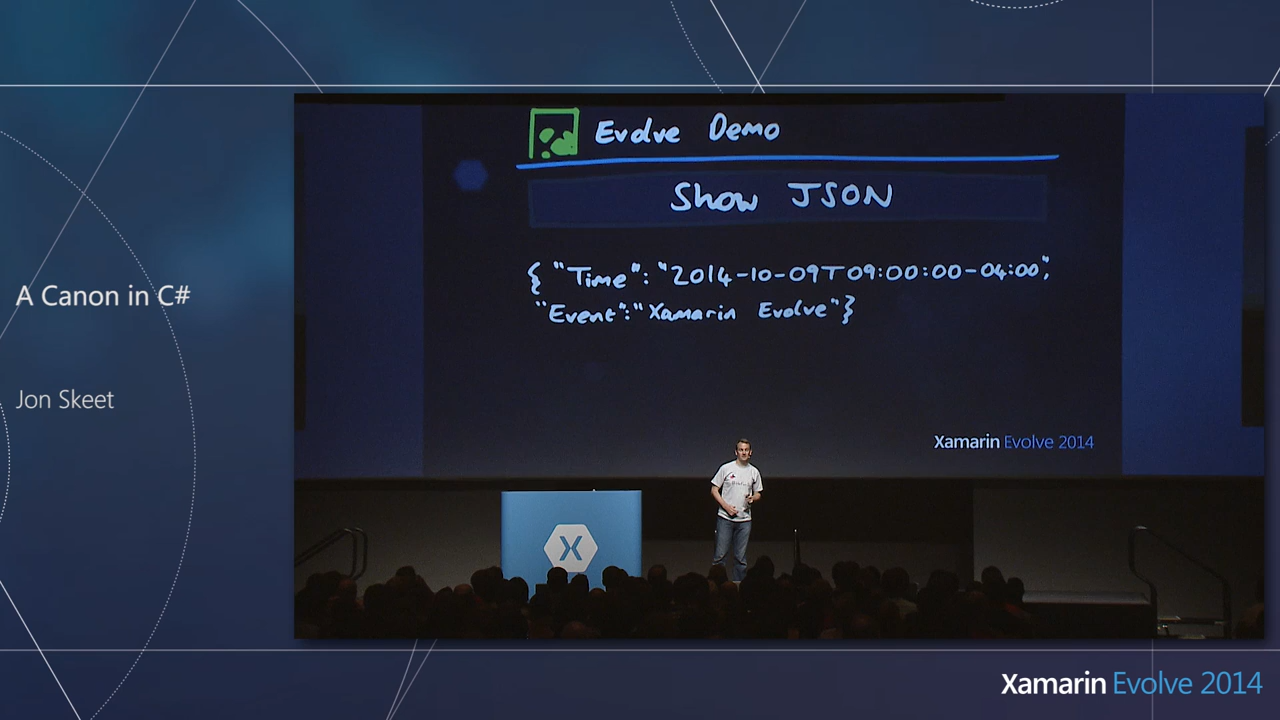 A Canon in C#
Jon Skeet
Evolve Demo
Show JSON
{ "Time": "2014-10-09T09:00:00-04:00",
"Event":"Xamarin Evolve"}
Xamarin Evolve 2014
X
Xamarin Evolve 2014